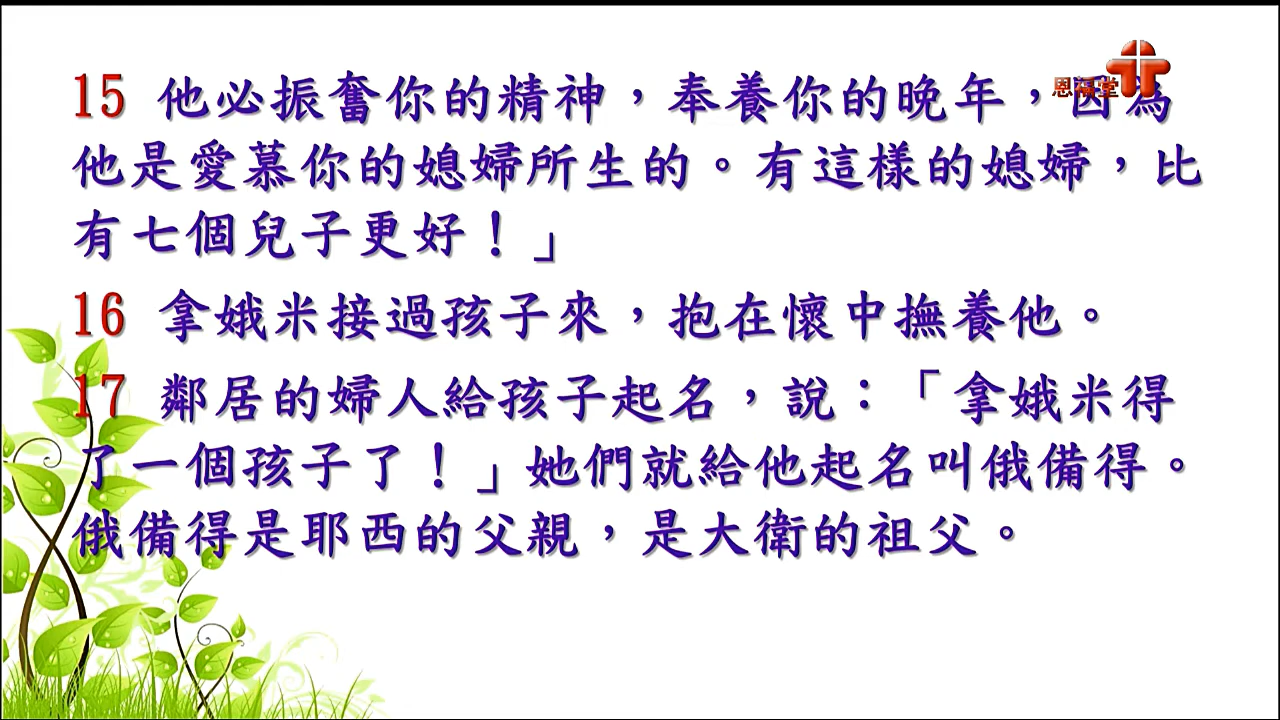 15 他必振奮你的精神，奉養你的晚年，因為
他是愛慕你的媳婦所生的。有這樣的媳婦，比
有七個兒子更好！」
16 拿娥米接過孩子來，抱在懷中撫養他。
17 鄰居的婦人給孩子起名，說：「拿娥米得
了一個孩子了！」她們就給他起名叫俄備得。
俄備得是耶西的父親，是大衛的祖父。
恩福堂